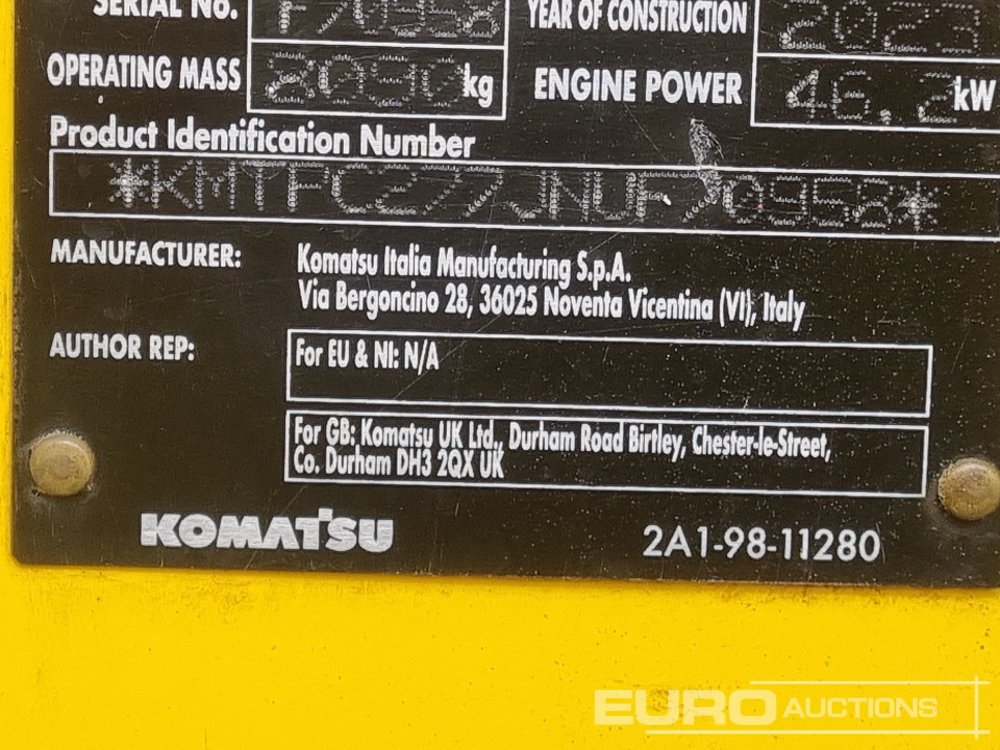 SERIAL No.
YEAR OF CONSTRUCTION 2023
OPERATING MASS kg
ENGINE POWER 46,2 kW
Product Identification Number
MANUFACTURER: Komatsu Italia Manufacturing S.p.A.
Via Bergoncino 28, 36025 Noventa Vicentina (VI), Italy
AUTHOR REP: For EU & NI: N/A
For GB: Komatsu UK Ltd., Durham Road Birtley, Chester-le-Street,
Co. Durham DH3 2QX UK
KOMATSU 2A1-98-11280
EURO AUCTIONS